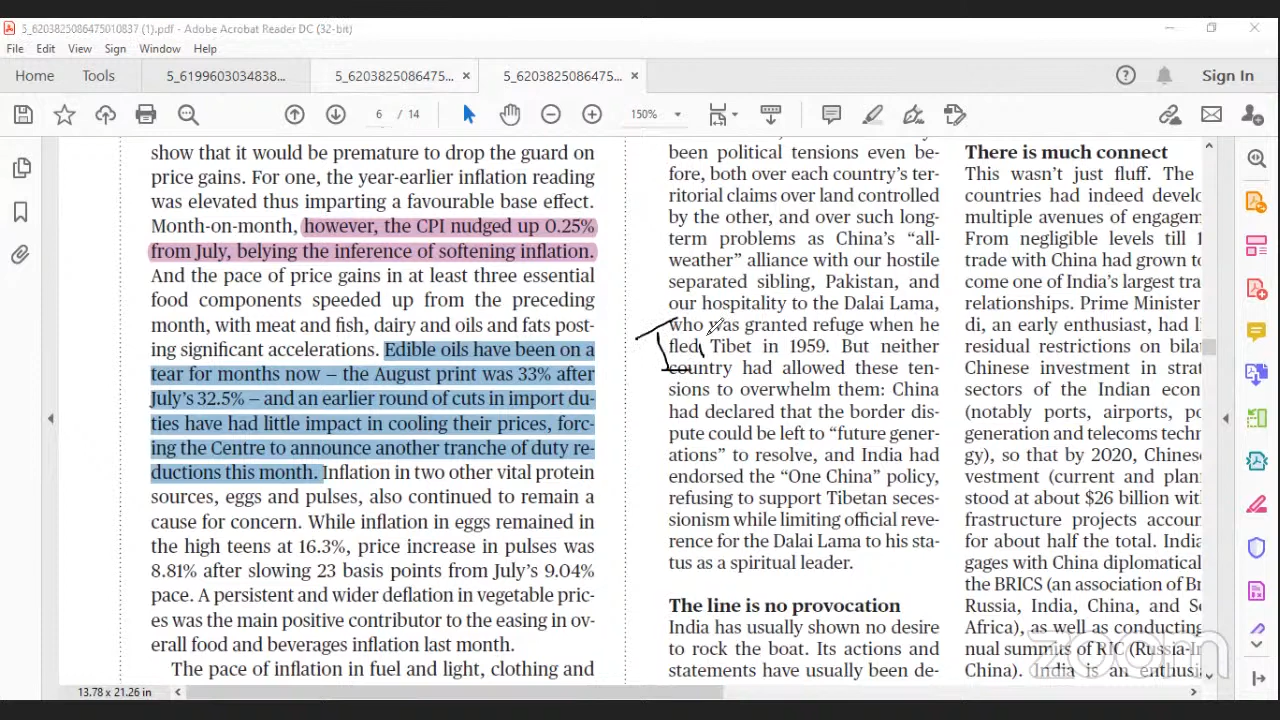 5_6203825086475010837 (1).pdf - Adobe Acrobat Reader DC (32-bit)
File Edit View Sign Window Help
Home Tools 5_6199603034838... 5_6203825086475... × 5_6203825086475... × Sign In
6 / 14 150%
show that it would be premature to drop the guard on
price gains. For one, the year-earlier inflation reading
was elevated thus imparting a favourable base effect.
Month-on-month, however, the CPI nudged up 0.25%
from July, belying the inference of softening inflation.
And the pace of price gains in at least three essential
food components speeded up from the preceding
month, with meat and fish, dairy and oils and fats post-
ing significant accelerations. Edible oils have been on a
tear for months now – the August print was 33% after
July's 32.5% – and an earlier round of cuts in import du-
ties have had little impact in cooling their prices, forc-
ing the Centre to announce another tranche of duty re-
ductions this month. Inflation in two other vital protein
sources, eggs and pulses, also continued to remain a
cause for concern. While inflation in eggs remained in
the high teens at 16.3%, price increase in pulses was
8.81% after slowing 23 basis points from July's 9.04%
pace. A persistent and wider deflation in vegetable pric-
es was the main positive contributor to the easing in ov-
erall food and beverages inflation last month.
The pace of inflation in fuel and light, clothing and
been political tensions even be-
fore, both over each country's ter-
ritorial claims over land controlled
by the other, and over such long-
term problems as China's "all-
weather" alliance with our hostile
separated sibling, Pakistan, and
our hospitality to the Dalai Lama,
who was granted refuge when he
fled Tibet in 1959. But neither
country had allowed these ten-
sions to overwhelm them: China
had declared that the border dis-
pute could be left to "future gener-
ations" to resolve, and India had
endorsed the "One China" policy,
refusing to support Tibetan seces-
sionism while limiting official reve-
rence for the Dalai Lama to his sta-
tus as a spiritual leader.
The line is no provocation
India has usually shown no desire
to rock the boat. Its actions and
statements have usually been de-
There is much connect
This wasn't just fluff. The
countries had indeed develo
multiple avenues of engagem
From negligible levels till
trade with China had grown to
come one of India's largest tra
relationships. Prime Minister
di, an early enthusiast, had li
residual restrictions on bila
Chinese investment in strat
sectors of the Indian econ
(notably ports, airports, po
generation and telecoms techn
gy), so that by 2020, Chines
vestment (current and plan
stood at about $26 billion wit
frastructure projects accoun
for about half the total. India
gages with China diplomatical
the BRICS (an association of Br
Russia, India, China, and So
Africa), as well as conducting
nual summits of RIC (Russia-In
China). India is an enthusia
zoom
13.78 x 21.26 in